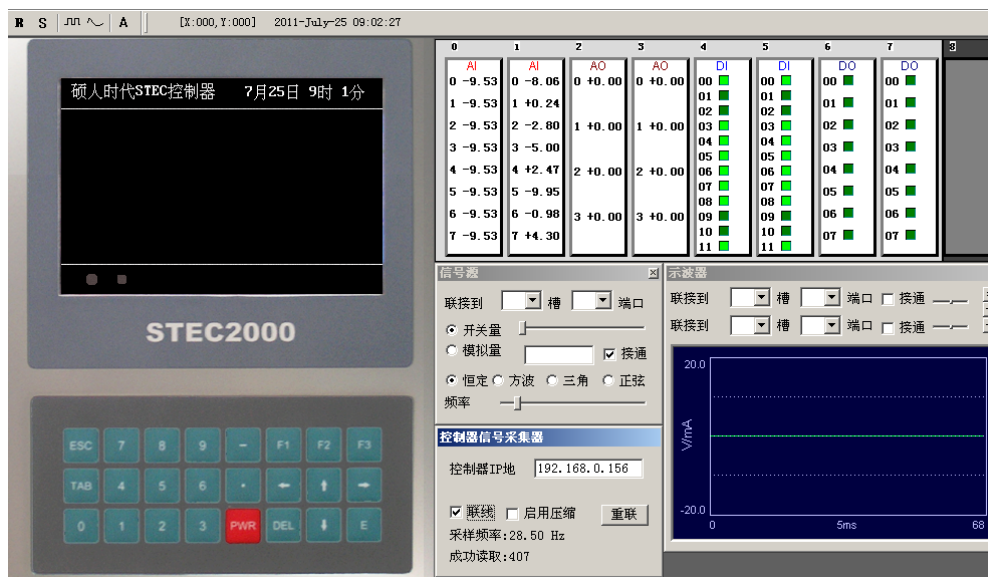 R S A [X:000,Y:000] 2011-July-25 09:02:27
硕人时代STEC控制器 7月25日 9时 1分
STEC2000
ESC 7 8 9 - F1 F2 F3
TAB 4 5 6 . ← ↑ →
0 1 2 3 PWR DEL ↓ E
0 1 2 3 4 5 6 7 8
AI AI AO AO DI DI DO DO
0 -9.53
1 -9.53
2 -9.53
3 -9.53
4 -9.53
5 -9.53
6 -9.53
7 -9.53
0 -8.06
1 +0.24
2 -2.80
3 -5.00
4 +2.47
5 -9.95
6 -0.98
7 +4.30
0 +0.00
1 +0.00
2 +0.00
3 +0.00
0 +0.00
1 +0.00
2 +0.00
3 +0.00
00
01
02
03
04
05
06
07
08
09
10
11
00
01
02
03
04
05
06
07
08
09
10
11
00
01
02
03
04
05
06
07
00
01
02
03
04
05
06
07
信号源
联接到 槽 端口
开关量
模拟量 接通
恒定 方波 三角 正弦
频率
控制器信号采集器
控制器IP地 192.168.0.156
联线 启用压缩 重联
采样频率:28.50 Hz
成功读取:407
示波器
联接到 槽 端口 接通
联接到 槽 端口 接通
20.0
V/mA
-20.0
0 5ms 68